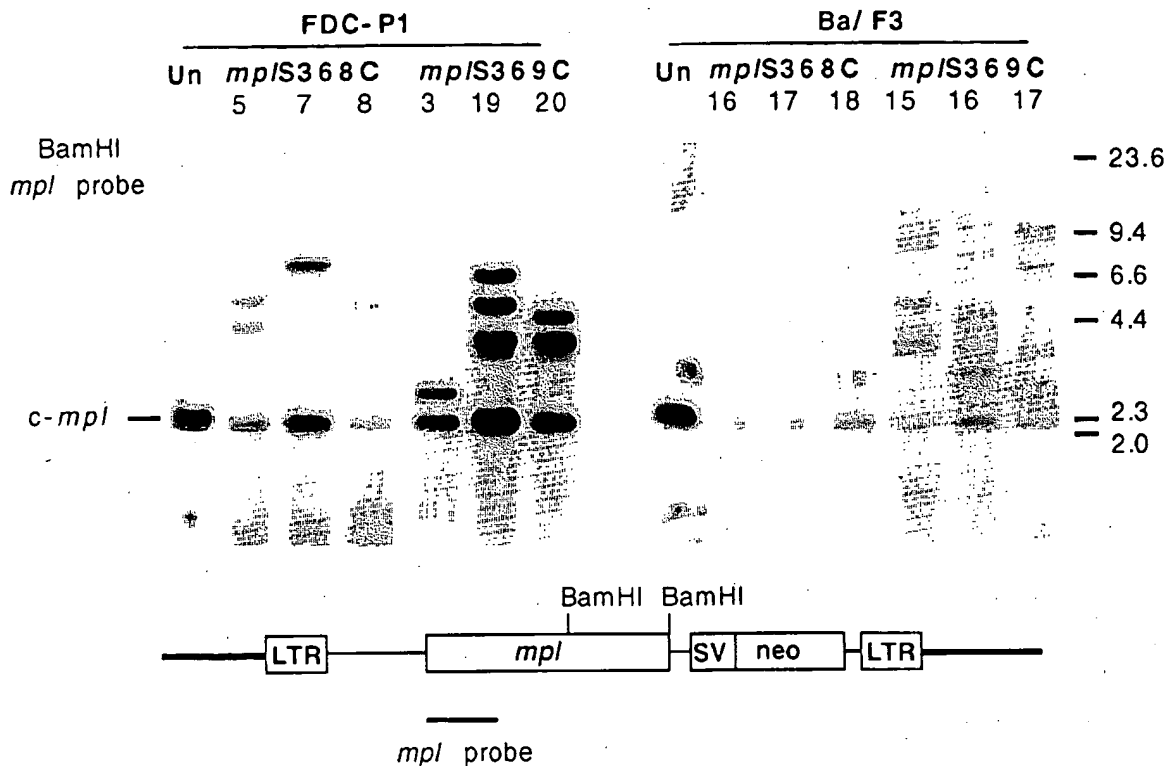 FDC-P1
Ba/F3
Un mplS368C mplS369C
5 7 8 3 19 20
Un mplS368C mplS369C
16 17 18 15 16 17
BamHI
mpl probe
23.6
9.4
6.6
4.4
c-mpl
2.3
2.0
BamHI BamHI
LTR mpl SV neo LTR
mpl probe